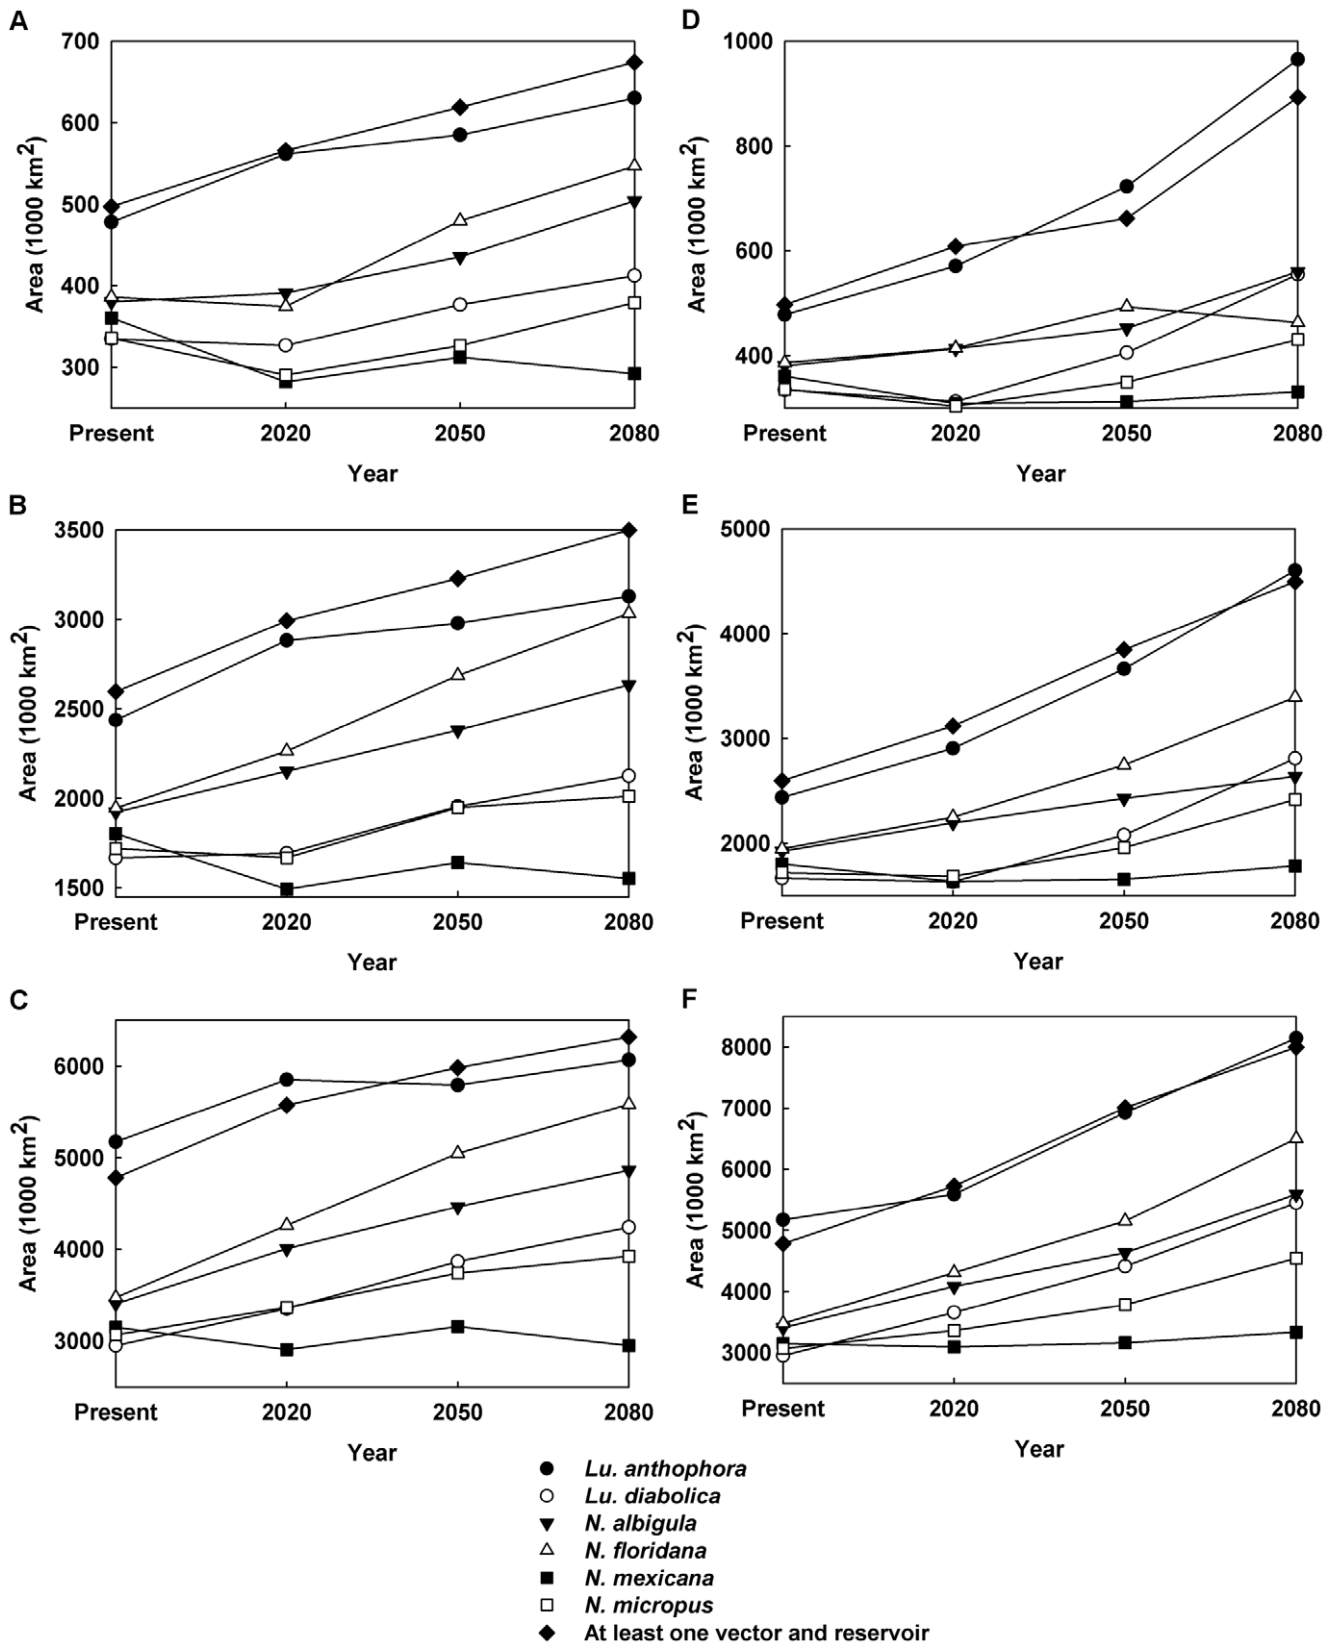 A
700
600
500
400
300
Area (1000 km2)
Present 2020 2050 2080
Year
D
1000
800
600
400
Area (1000 km2)
Present 2020 2050 2080
Year
B
3500
3000
2500
2000
1500
Area (1000 km2)
Present 2020 2050 2080
Year
E
5000
4000
3000
2000
Area (1000 km2)
Present 2020 2050 2080
Year
C
6000
5000
4000
3000
Area (1000 km2)
Present 2020 2050 2080
Year
F
8000
7000
6000
5000
4000
3000
Area (1000 km2)
Present 2020 2050 2080
Year
Lu. anthophora
Lu. diabolica
N. albigula
N. floridana
N. mexicana
N. micropus
At least one vector and reservoir